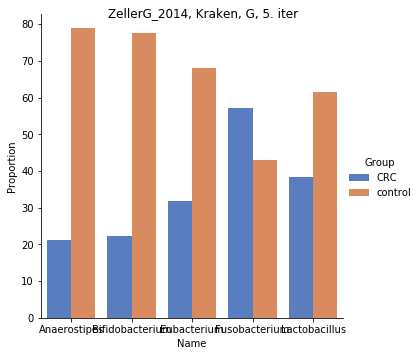 ZellerG_2014, Kraken, G, 5. iter
80
70
60
50
40
30
20
10
0
Proportion
Anaerostipes Bifidobacterium Eubacterium Fusobacterium Lactobacillus
Name
Group
CRC
control